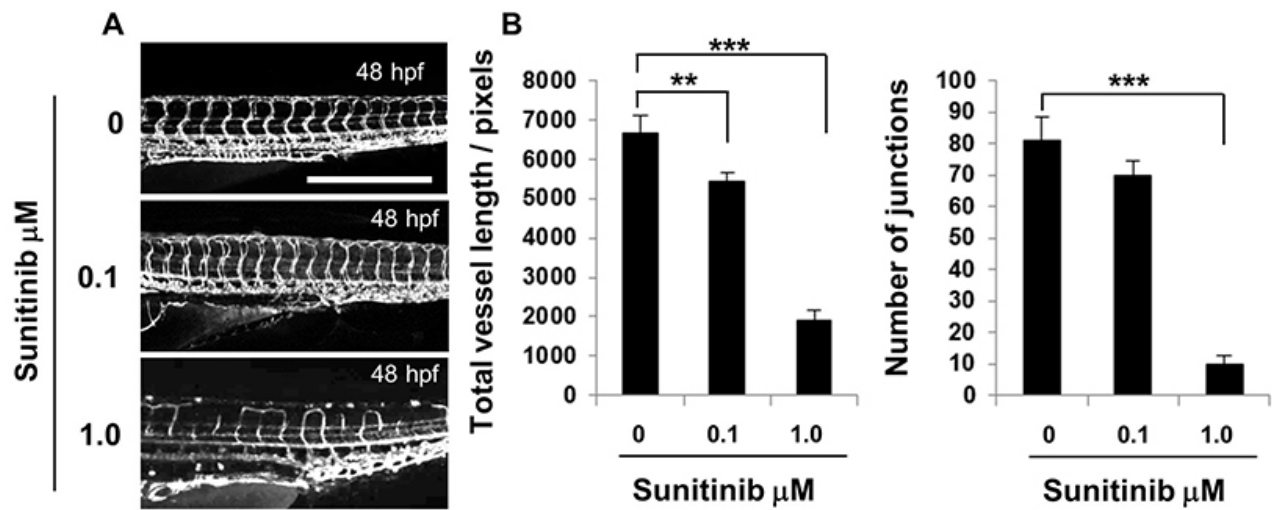 A
Sunitinib μM
0
48 hpf
0.1
48 hpf
1.0
48 hpf
B
Total vessel length / pixels
8000
7000
6000
5000
4000
3000
2000
1000
0
***
**
0 0.1 1.0
Sunitinib μM
Number of junctions
100
90
80
70
60
50
40
30
20
10
0
***
0 0.1 1.0
Sunitinib μM